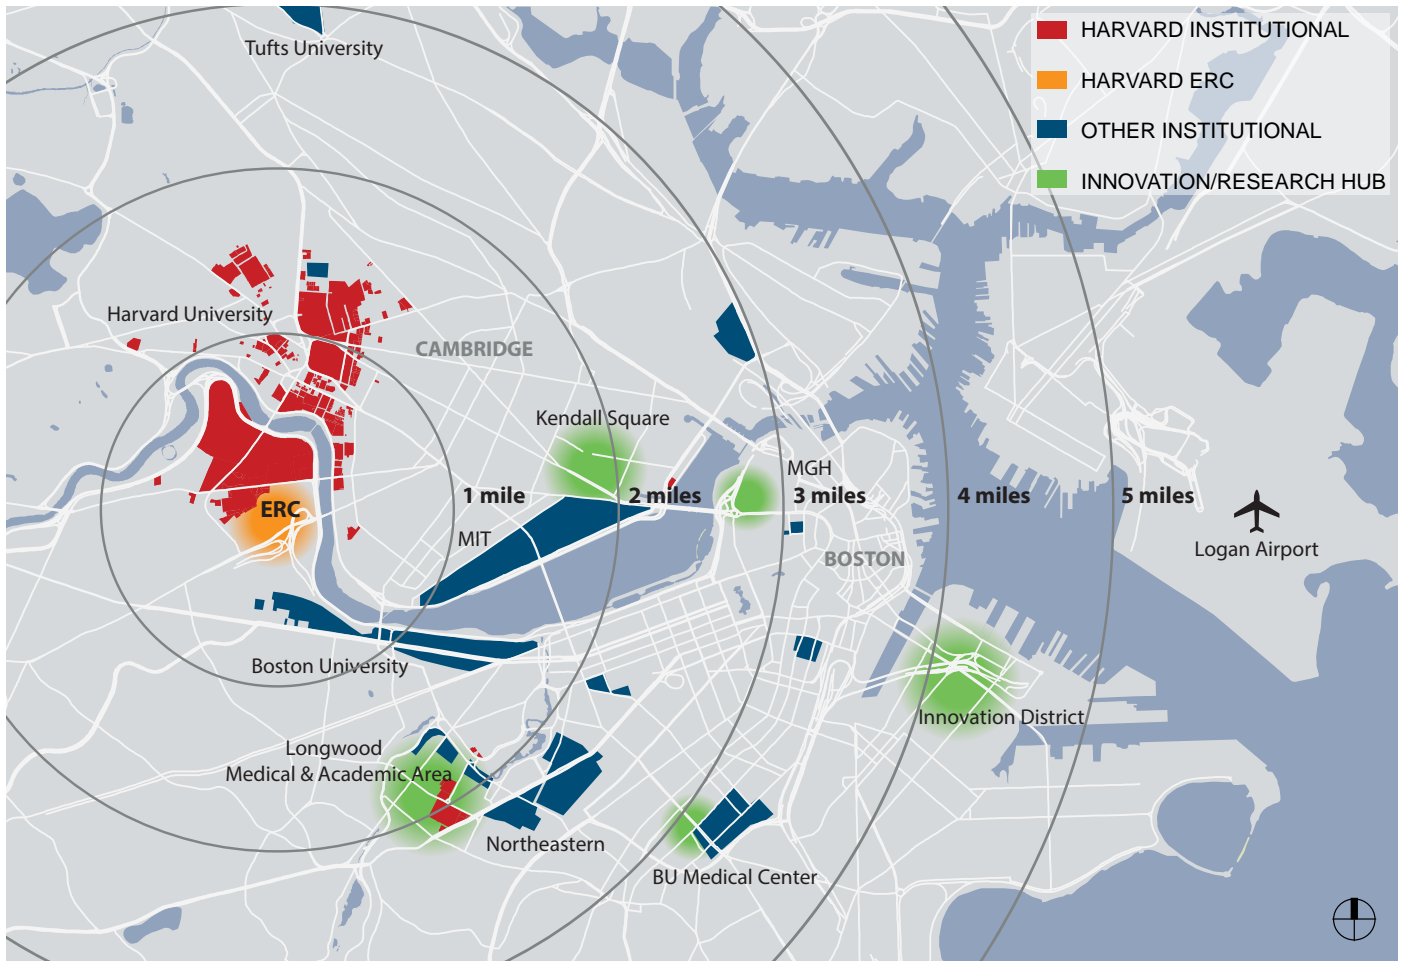 HARVARD INSTITUTIONAL
HARVARD ERC
OTHER INSTITUTIONAL
INNOVATION/RESEARCH HUB
Tufts University
Harvard University
CAMBRIDGE
Kendall Square
MGH
1 mile
2 miles
3 miles
4 miles
5 miles
ERC
MIT
BOSTON
Logan Airport
Boston University
Innovation District
Longwood
Medical & Academic Area
Northeastern
BU Medical Center